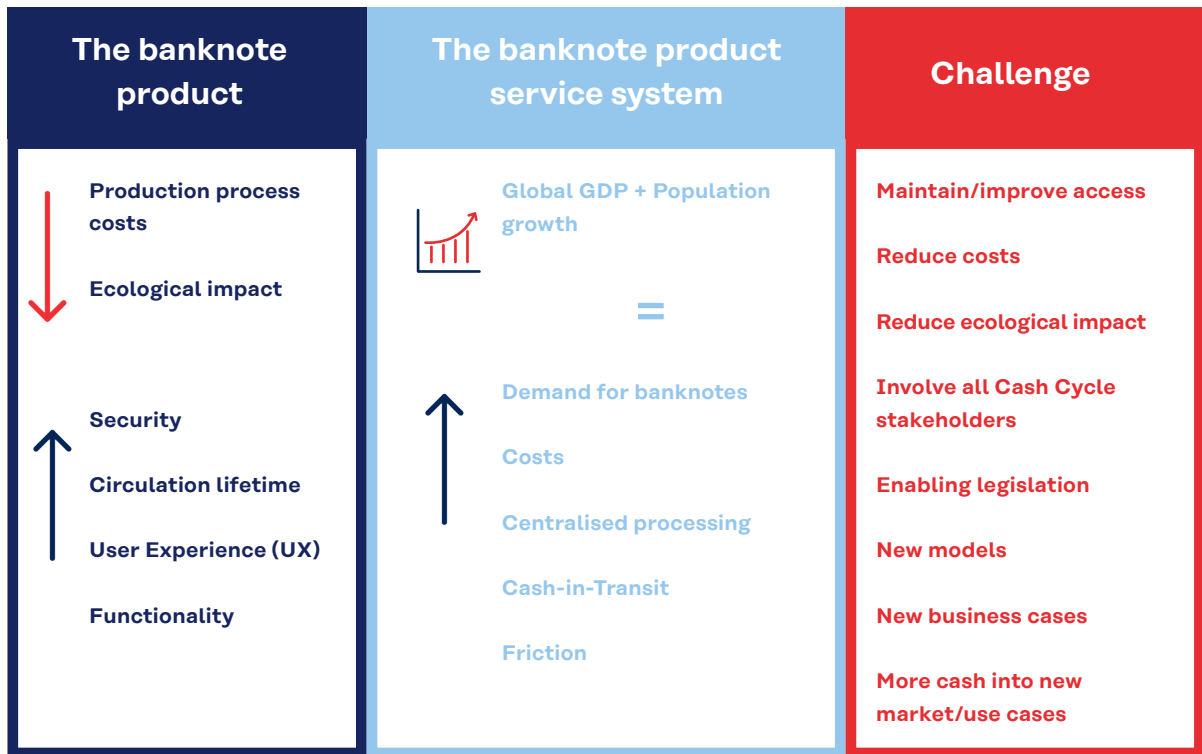 The banknote
product
Production process
costs
Ecological impact
Security
Circulation lifetime
User Experience (UX)
Functionality
The banknote product
service system
Global GDP + Population
growth
=
Demand for banknotes
Costs
Centralised processing
Cash-in-Transit
Friction
Challenge
Maintain/improve access
Reduce costs
Reduce ecological impact
Involve all Cash Cycle
stakeholders
Enabling legislation
New models
New business cases
More cash into new
market/use cases